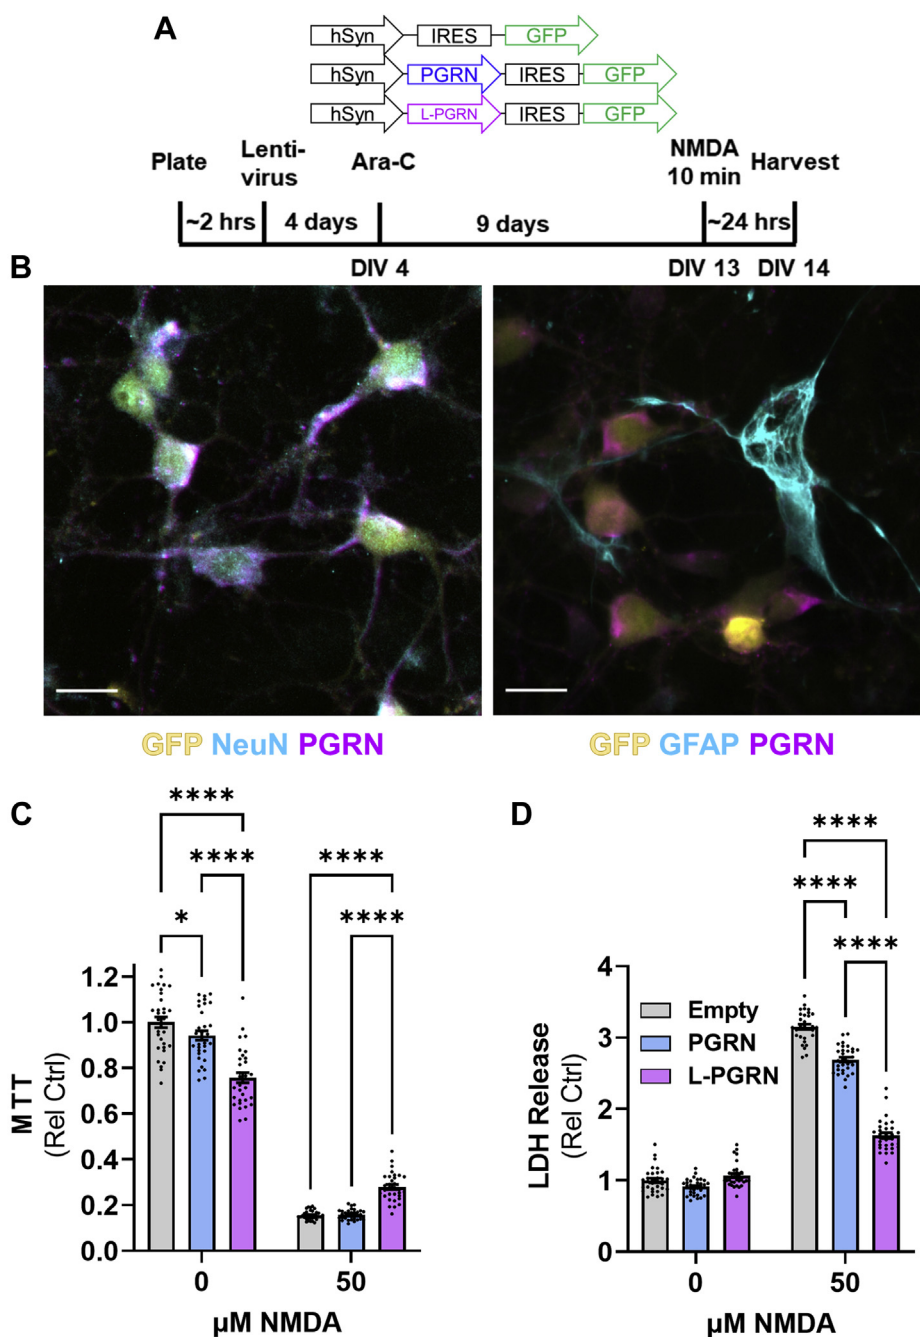 A
hSyn IRES GFP
hSyn PGRN IRES GFP
hSyn L-PGRN IRES GFP
Plate
Lenti-
virus
Ara-C
NMDA
10 min
Harvest
~2 hrs 4 days 9 days ~24 hrs
DIV 4 DIV 13 DIV 14
B
GFP NeuN PGRN
GFP GFAP PGRN
C
MTT
(Rel Ctrl)
1.2
1.0
0.8
0.6
0.4
0.2
0.0
****
****
*
****
****
0 50
µM NMDA
D
LDH Release
(Rel Ctrl)
4
3
2
1
0
****
****
****
Empty
PGRN
L-PGRN
0 50
µM NMDA